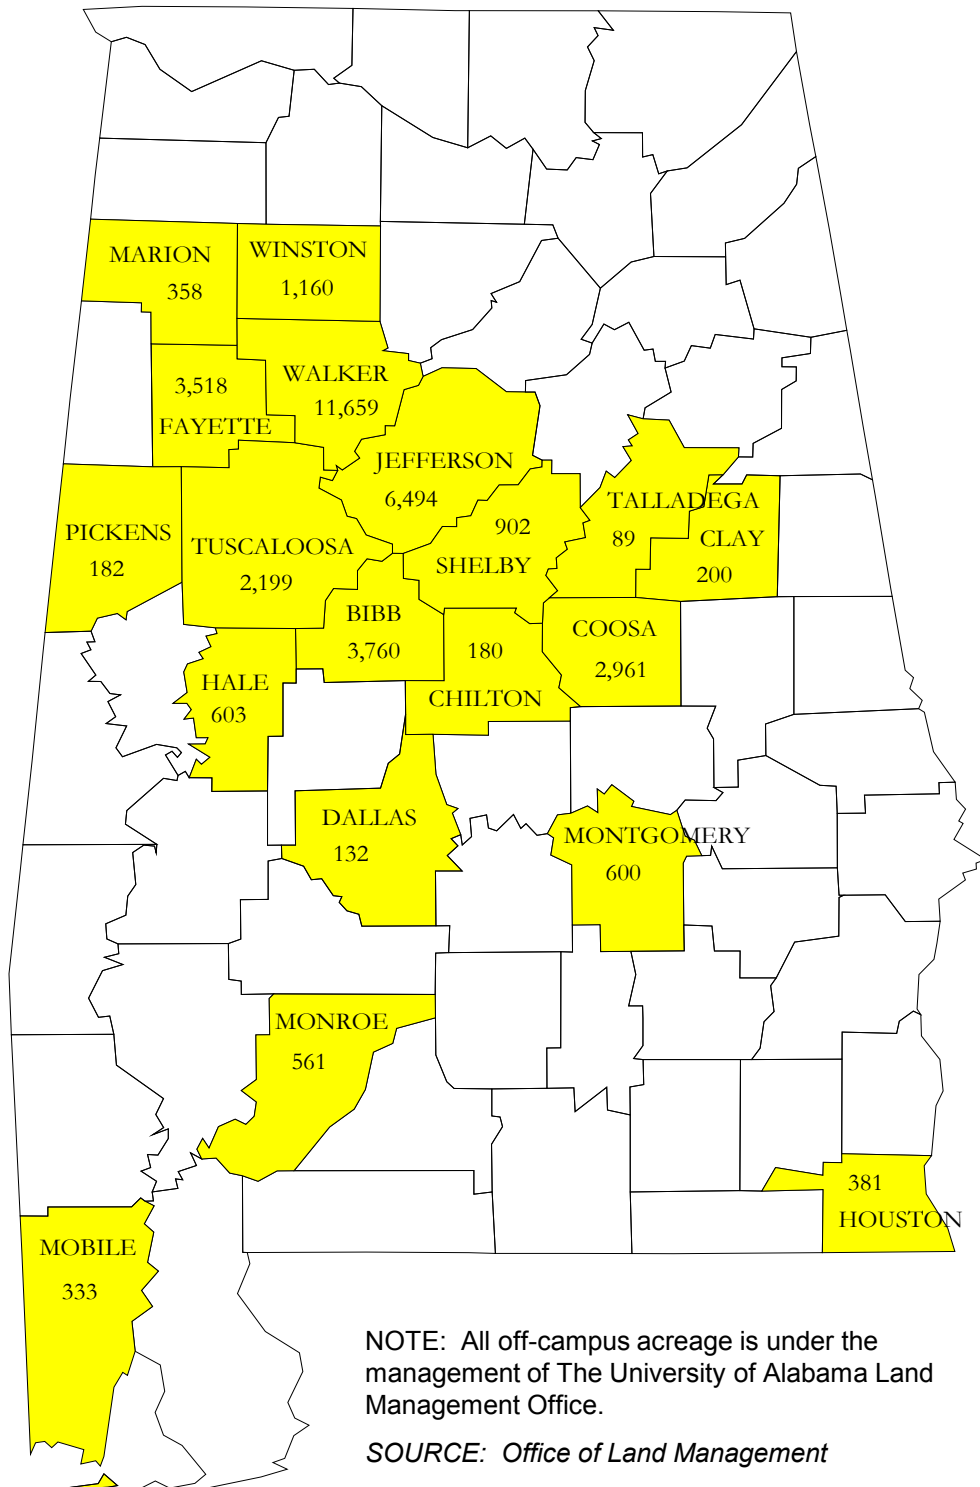 MARION
358
WINSTON
1,160
WALKER
11,659
3,518
FAYETTE
JEFFERSON
6,494
TALLADEGA
89
902
SHELBY
CLAY
200
PICKENS
182
TUSCALOOSA
2,199
BIBB
3,760
180
CHILTON
COOSA
2,961
HALE
603
DALLAS
132
MONTGOMERY
600
MONROE
561
381
HOUSTON
MOBILE
333
NOTE: All off-campus acreage is under the
management of The University of Alabama Land
Management Office.
SOURCE: Office of Land Management